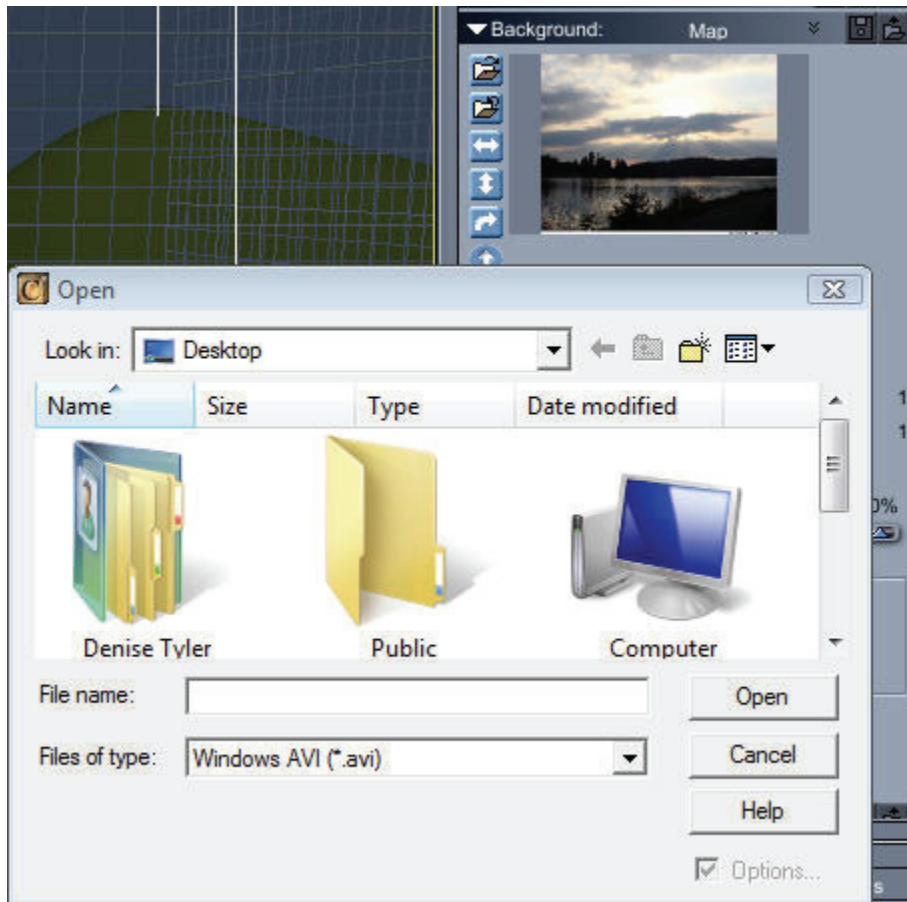 Background: Map
Open
Look in: Desktop
Name Size Type Date modified
Denise Tyler Public Computer
File name: Open
Files of type: Windows AVI (*.avi) Cancel
Help
Options...